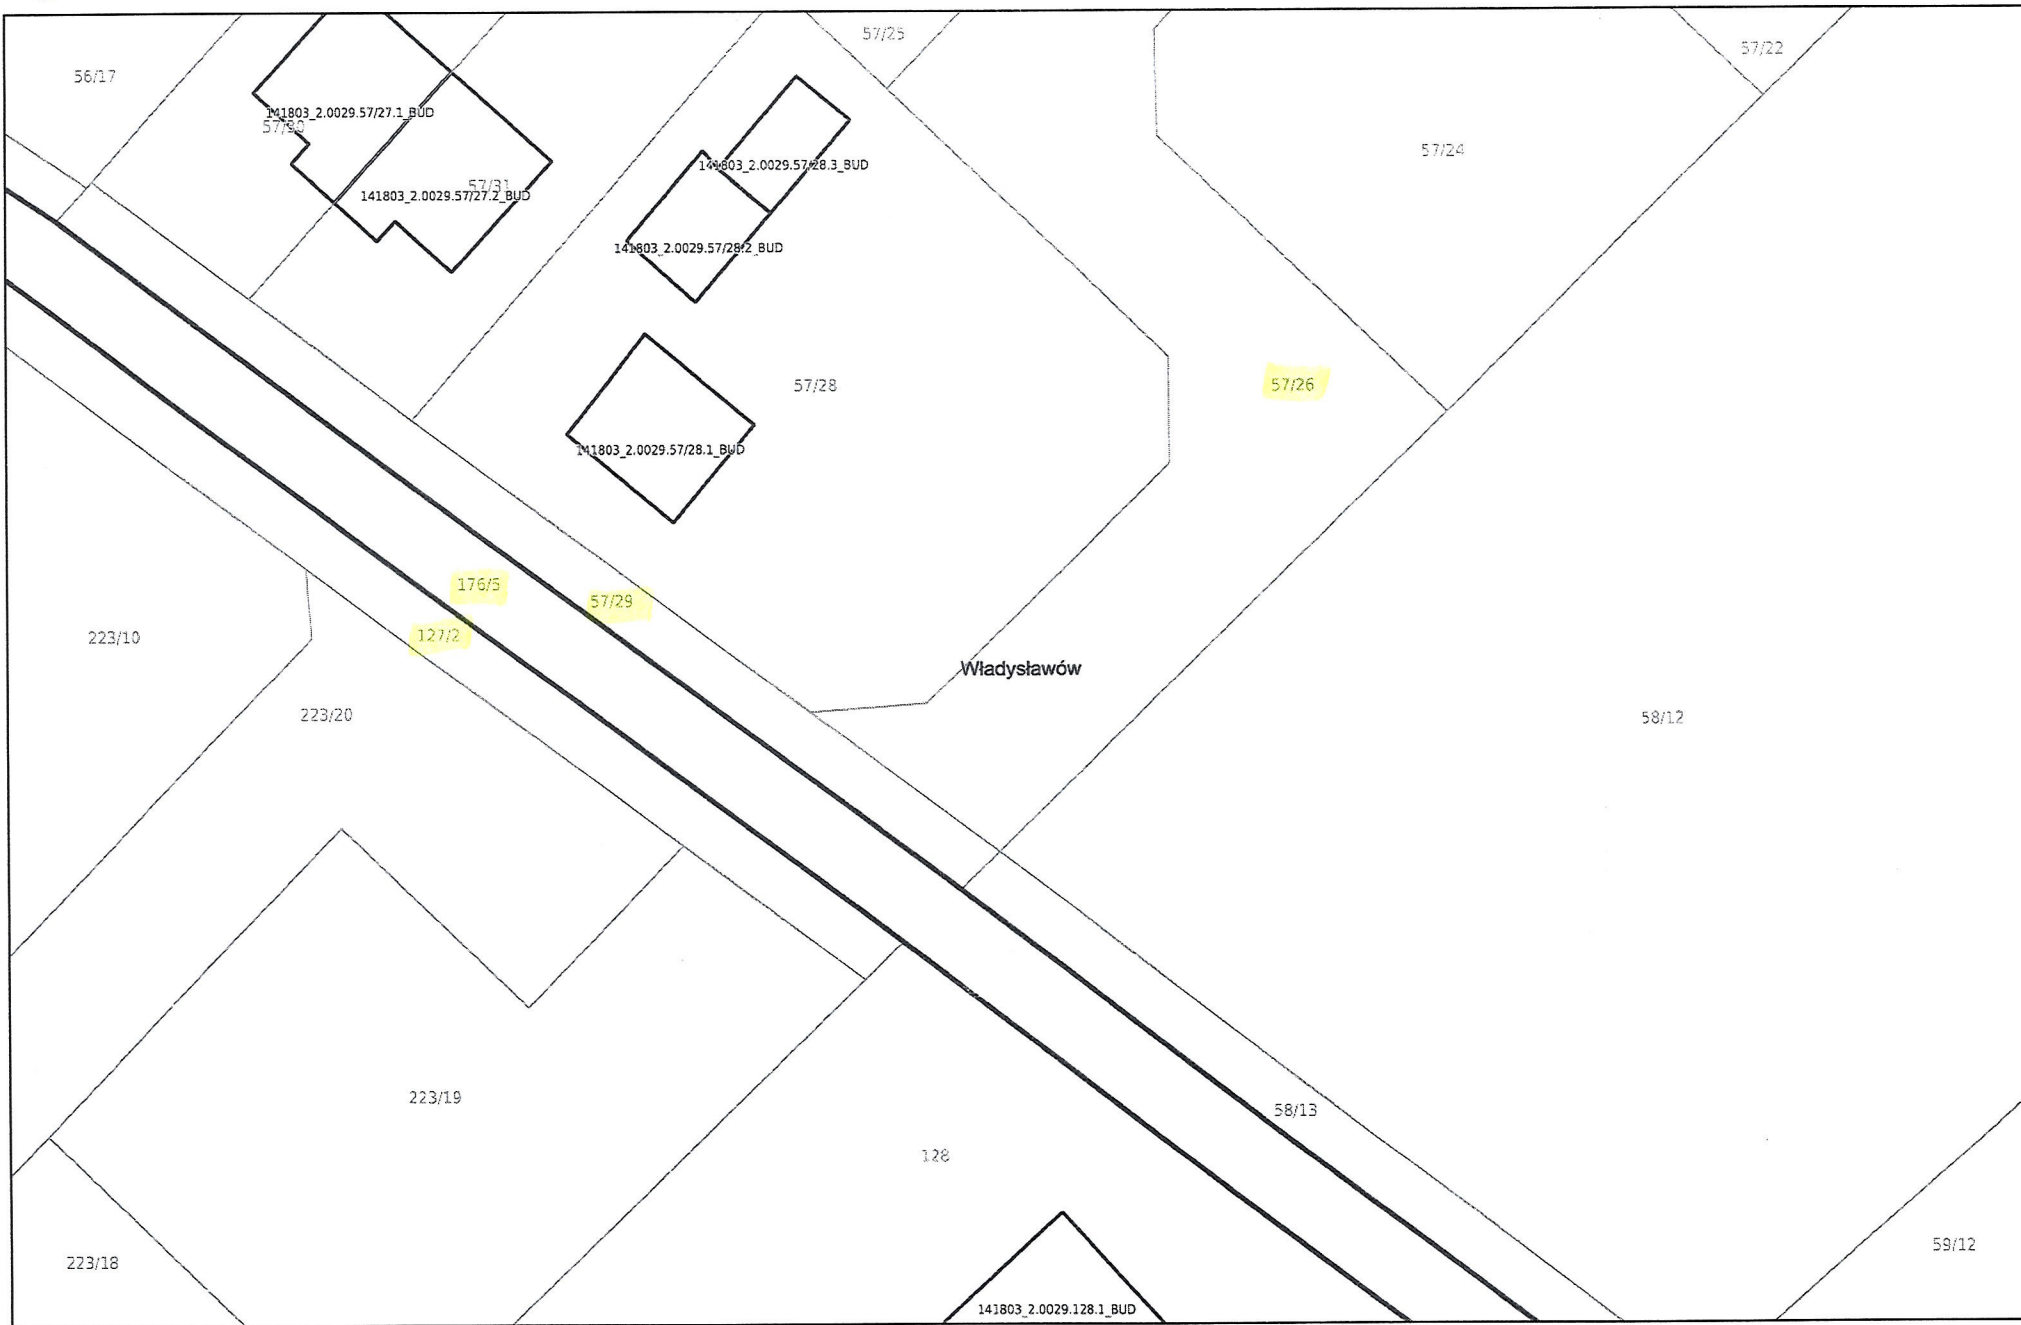 57/25
57/22
56/17
141803_2.0029.57/27.1_BUD
57/30
57/24
141803_2.0029.57/28.3_BUD
57/31
141803_2.0029.57/27.2_BUD
141803_2.0029.57/28.2_BUD
57/28
57/26
141803_2.0029.57/28.1_BUD
176/5
57/29
127/2
223/10
Władysławów
223/20
58/12
223/19
58/13
128
59/12
223/18
141803_2.0029.128.1_BUD